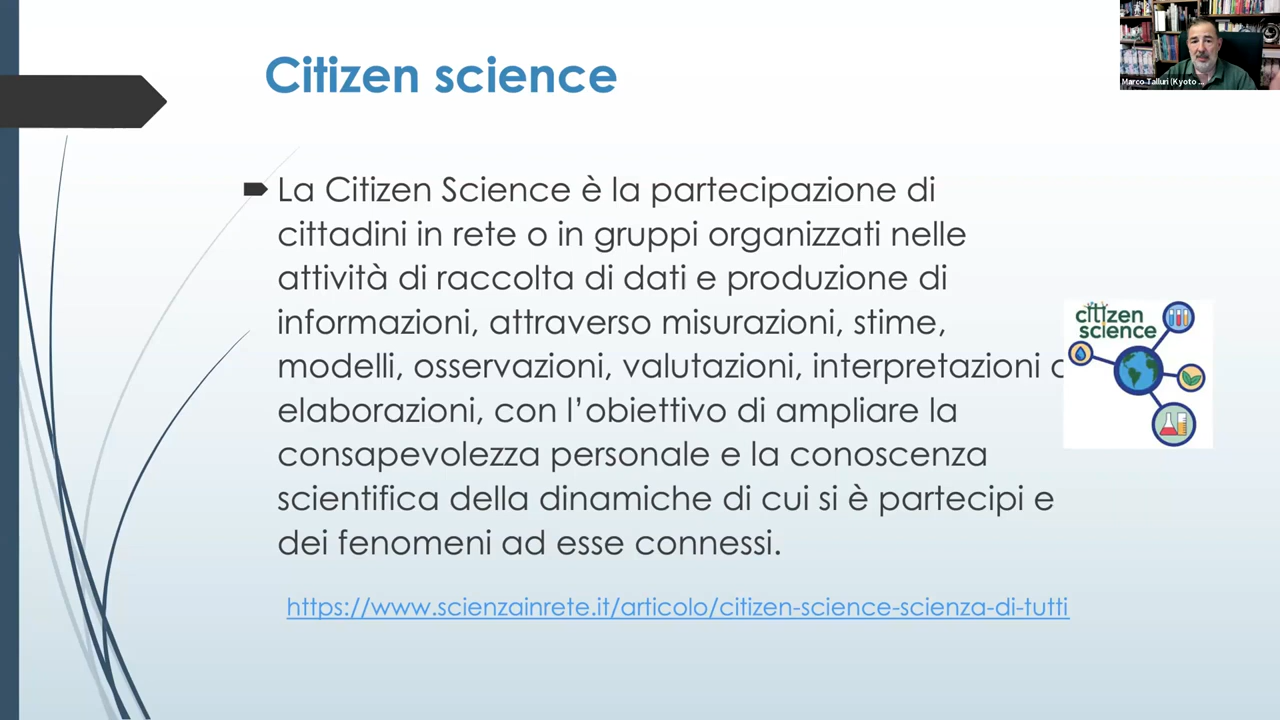 Citizen science
Marco Talluri (Kyoto ...
La Citizen Science è la partecipazione di
cittadini in rete o in gruppi organizzati nelle
attività di raccolta di dati e produzione di
informazioni, attraverso misurazioni, stime,
modelli, osservazioni, valutazioni, interpretazioni
elaborazioni, con l’obiettivo di ampliare la
consapevolezza personale e la conoscenza
scientifica della dinamiche di cui si è partecipi e
dei fenomeni ad esse connessi.
citizen
science
https://www.scienzainrete.it/articolo/citizen-science-scienza-di-tutti